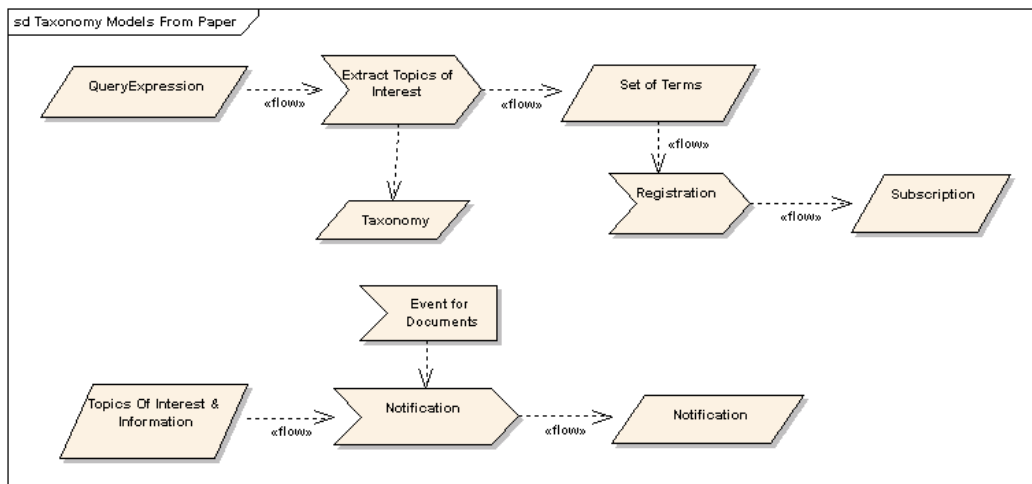 sd Taxonomy Models From Paper
QueryExpression
«flow»
Extract Topics of
Interest
«flow»
Set of Terms
«flow»
Taxonomy
Registration
«flow»
Subscription
Event for
Documents
Topics Of Interest &
Information
«flow»
Notification
«flow»
Notification